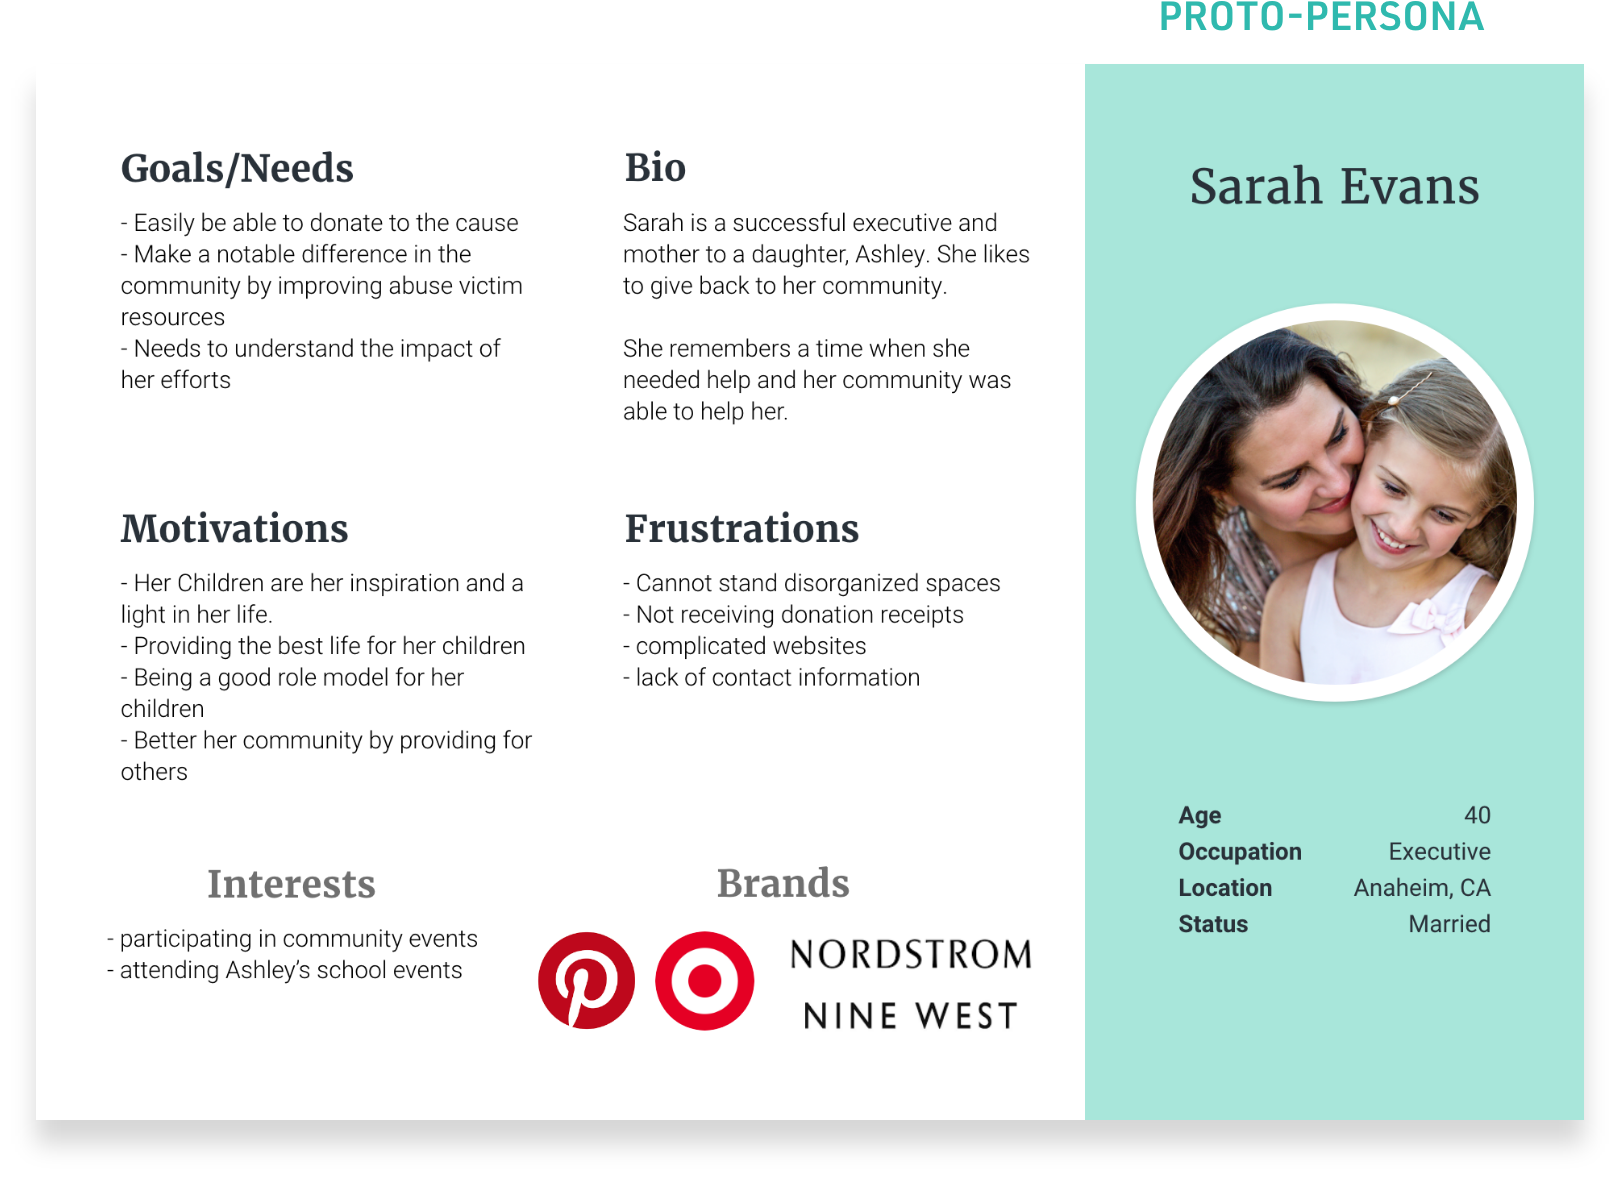 PROTO-PERSONA
Goals/Needs
- Easily be able to donate to the cause
- Make a notable difference in the
community by improving abuse victim
resources
- Needs to understand the impact of
her efforts
Bio
Sarah is a successful executive and
mother to a daughter, Ashley. She likes
to give back to her community.
She remembers a time when she
needed help and her community was
able to help her.
Motivations
- Her Children are her inspiration and a
light in her life.
- Providing the best life for her children
- Being a good role model for her
children
- Better her community by providing for
others
Frustrations
- Cannot stand disorganized spaces
- Not receiving donation receipts
- complicated websites
- lack of contact information
Interests
- participating in community events
- attending Ashley’s school events
Brands
NORDSTROM
NINE WEST
Sarah Evans
Age 40
Occupation Executive
Location Anaheim, CA
Status Married